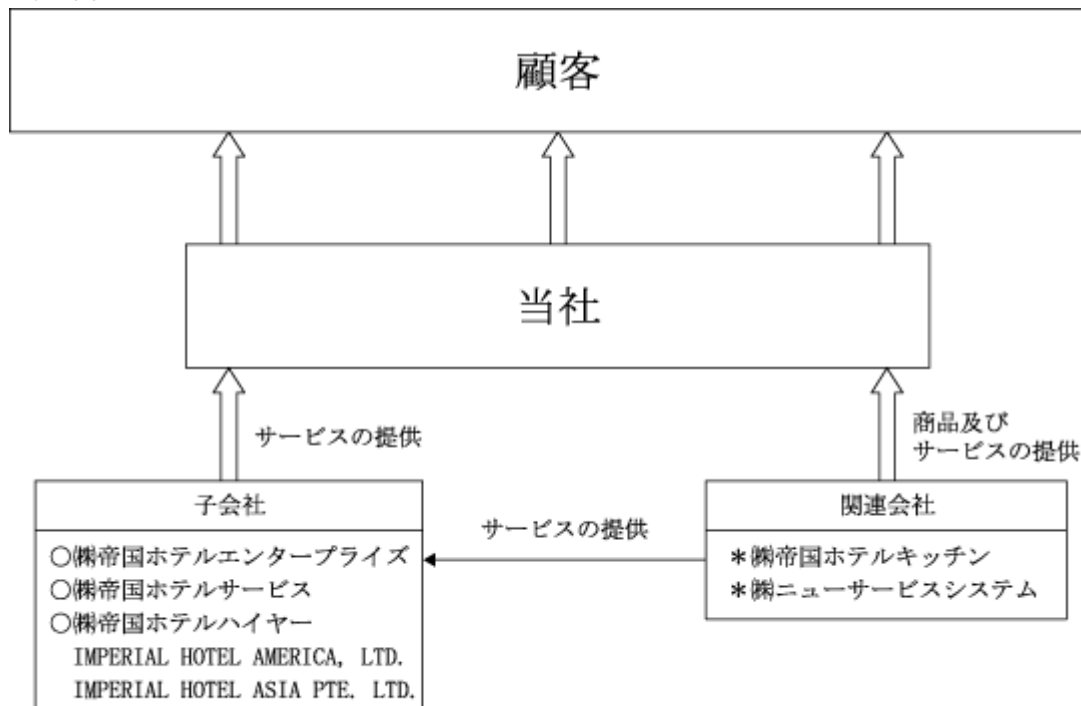 顧客
当社
サービスの提供
商品及び
サービスの提供
子会社
○㈱帝国ホテルエンタープライズ
○㈱帝国ホテルサービス
○㈱帝国ホテルハイヤー
IMPERIAL HOTEL AMERICA, LTD.
IMPERIAL HOTEL ASIA PTE. LTD.
サービスの提供
関連会社
＊㈱帝国ホテルキッチン
＊㈱ニューサービスシステム